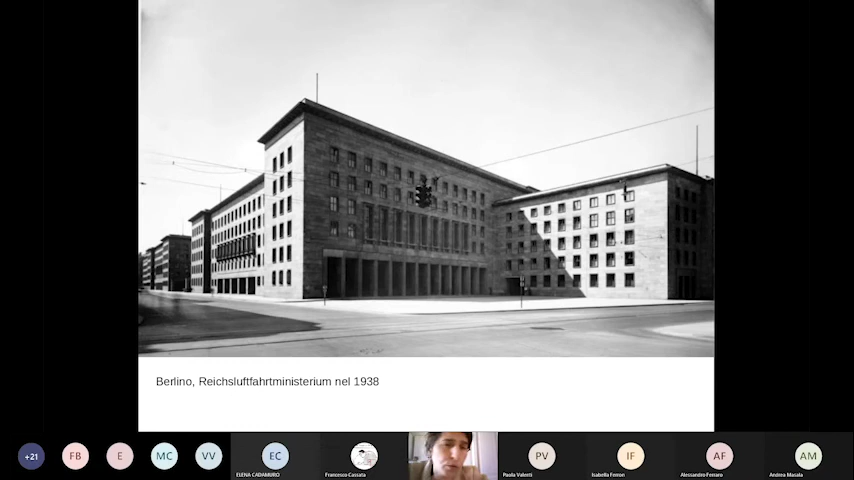 Berlino, Reichsluftfahrtministerium nel 1938
+21
FB
E
MC
VV
EC
PV
IF
AF
AM
ELENA CADAMURO
Francesco Cassata
Paola Valenti
Isabella Ferron
Alessandro Ferraro
Andrea Masala